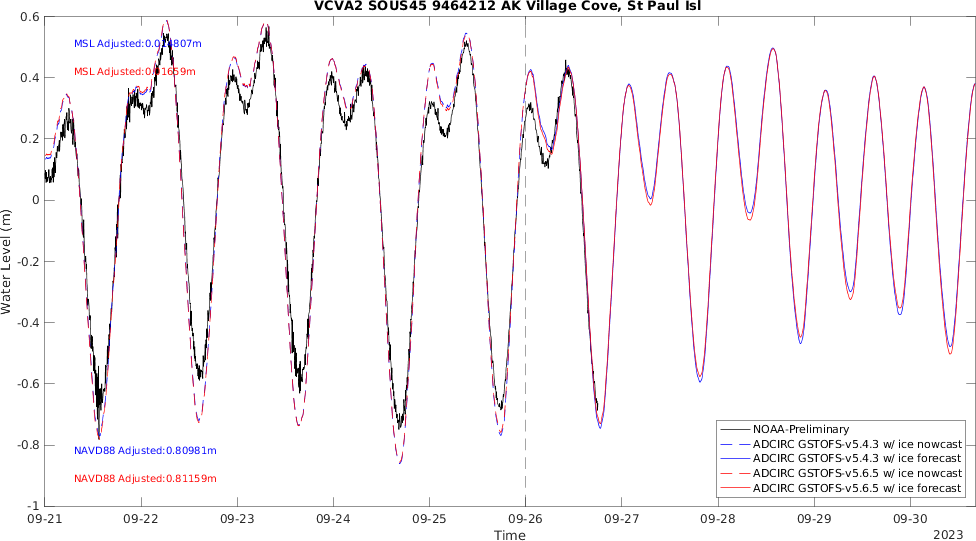 VCVA2 SOUS45 9464212 AK Village Cove, St Paul Isl
0.6
0.4
0.2
0
-0.2
-0.4
-0.6
-0.8
-1
Water Level (m)
MSL Adjusted:
MSL Adjusted:
NAVD88 Adjusted:0.80981m
NAVD88 Adjusted:0.81159m
NOAA-Preliminary
ADCIRC GSTOFS-v5.4.3 w/ ice nowcast
ADCIRC GSTOFS-v5.4.3 w/ ice forecast
ADCIRC GSTOFS-v5.6.5 w/ ice nowcast
ADCIRC GSTOFS-v5.6.5 w/ ice forecast
09-21 09-22 09-23 09-24 09-25 09-26 09-27 09-28 09-29 09-30
Time
2023